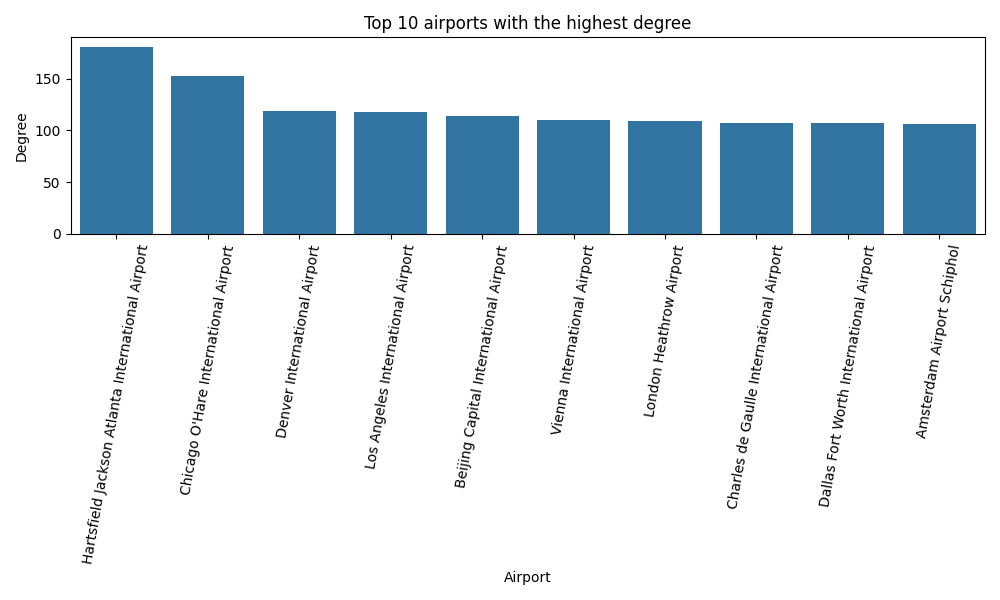 Top 10 airports with the highest degree
Degree
150
100
50
0
Hartsfield Jackson Atlanta International Airport
Chicago O'Hare International Airport
Denver International Airport
Los Angeles International Airport
Beijing Capital International Airport
Vienna International Airport
London Heathrow Airport
Charles de Gaulle International Airport
Dallas Fort Worth International Airport
Amsterdam Airport Schiphol
Airport